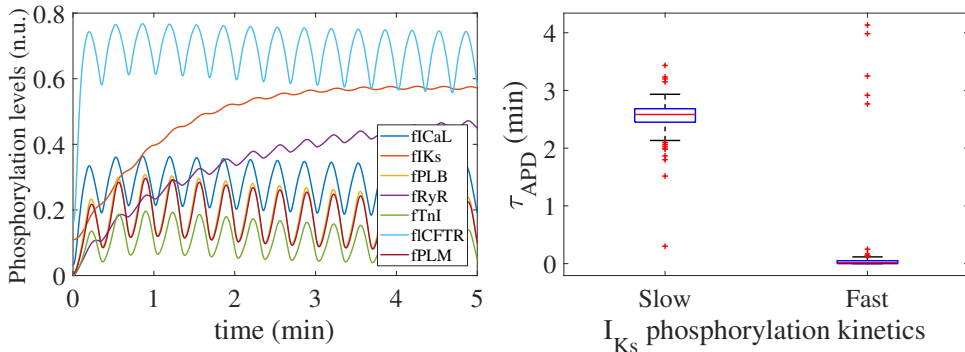 Phosphorylation levels (n.u.)
0.8
0.6
0.4
0.2
0
0
1
2
3
4
5
time (min)
fICaL
fIKs
fPLB
fRyR
fTnI
fICFTR
fPLM
τAPD (min)
4
3
2
1
0
Slow
Fast
IKs phosphorylation kinetics